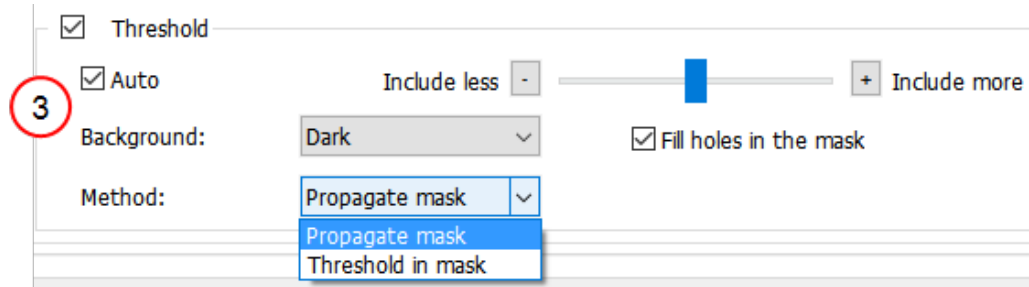 Threshold
Auto Include less - + Include more
3
Background: Dark Fill holes in the mask
Method: Propagate mask
Propagate mask
Threshold in mask